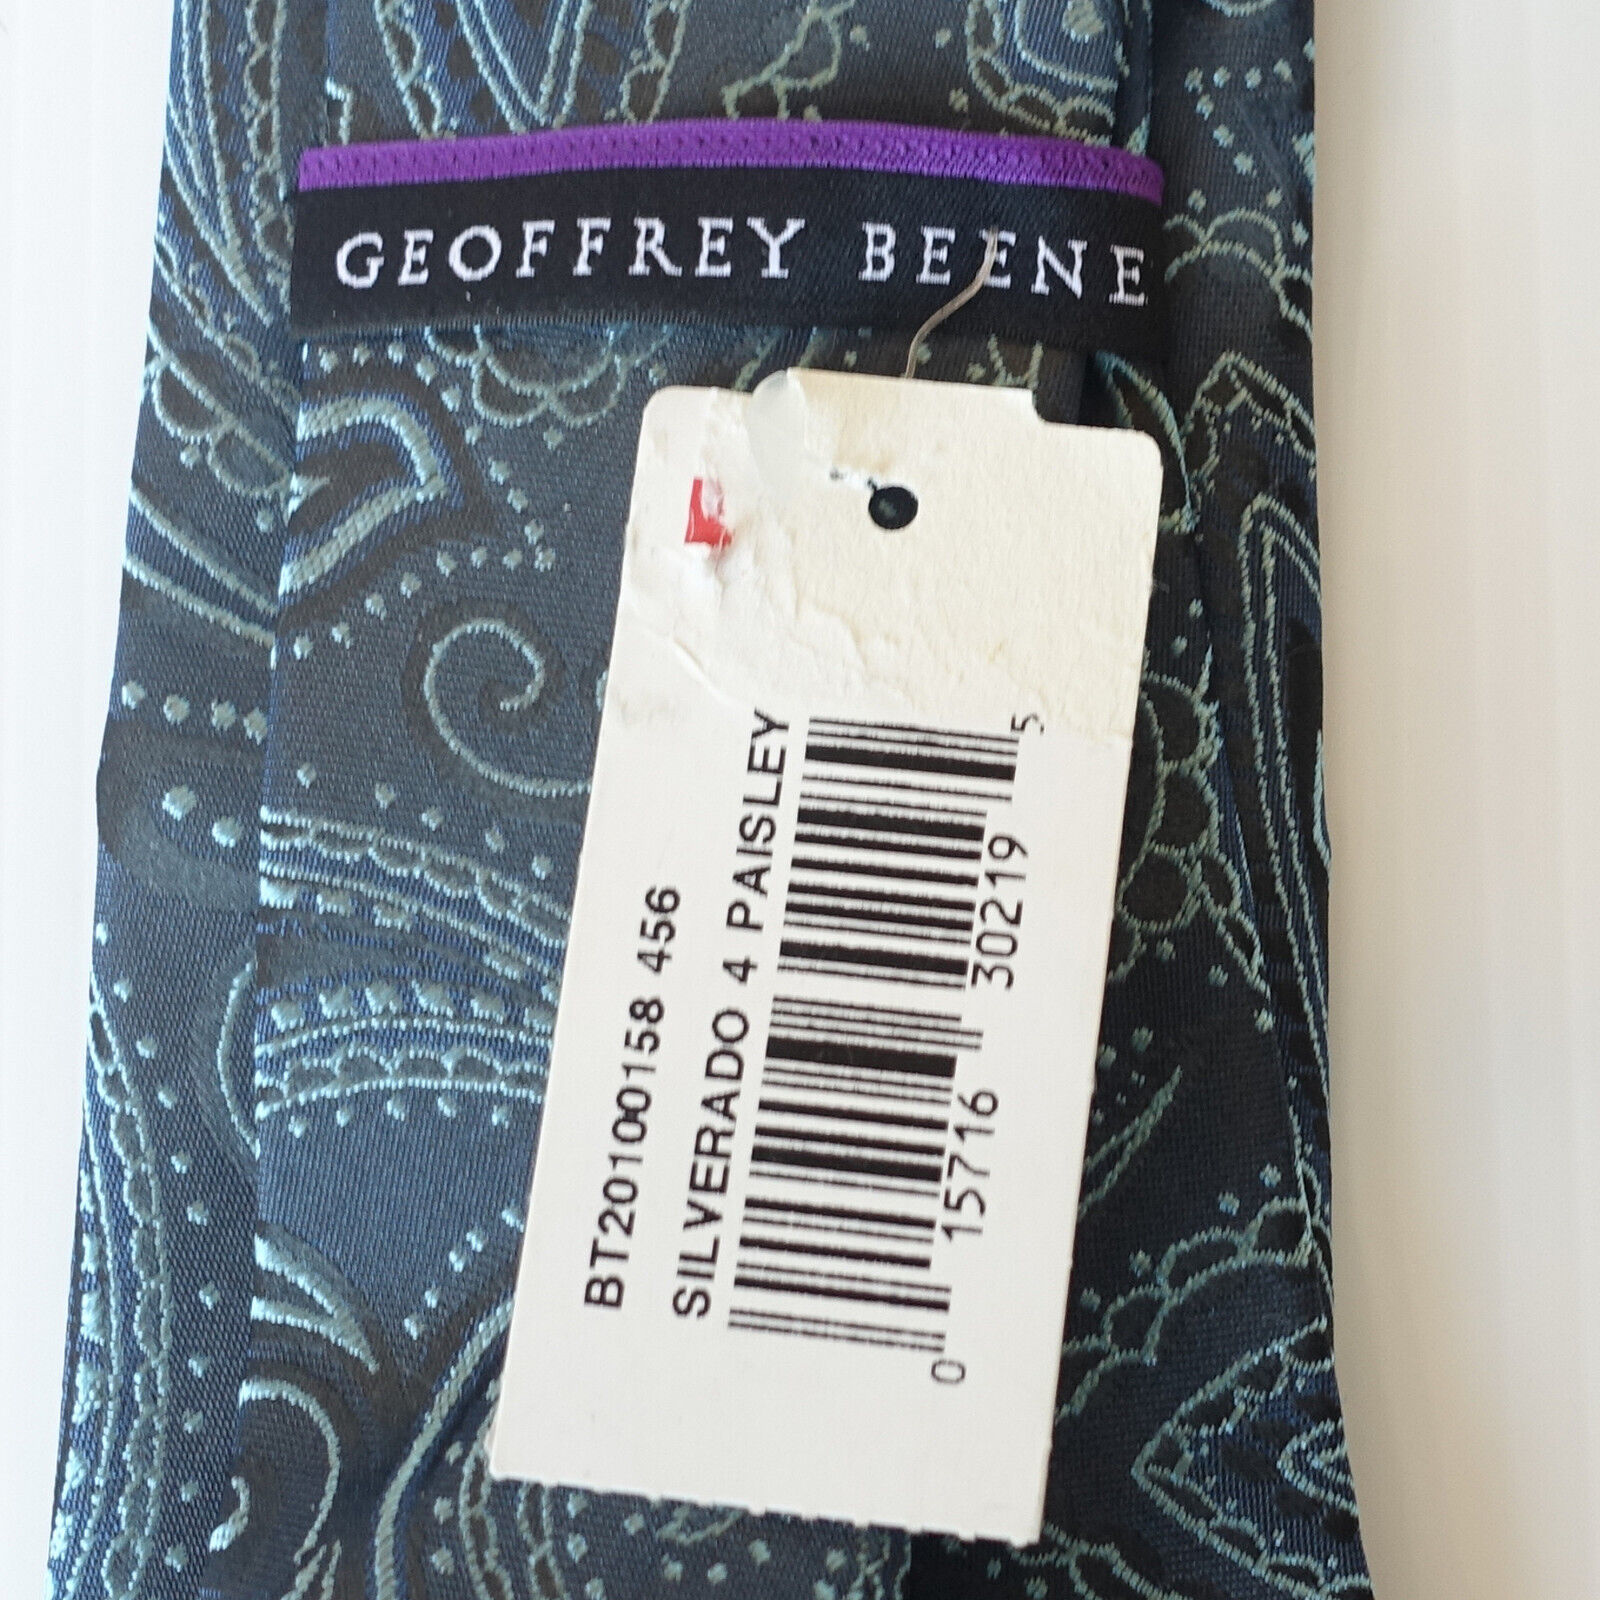 GEOFFREY BEENE
BT20100158 456
SILVERADO 4 PAISLEY
0 15716 30219 5